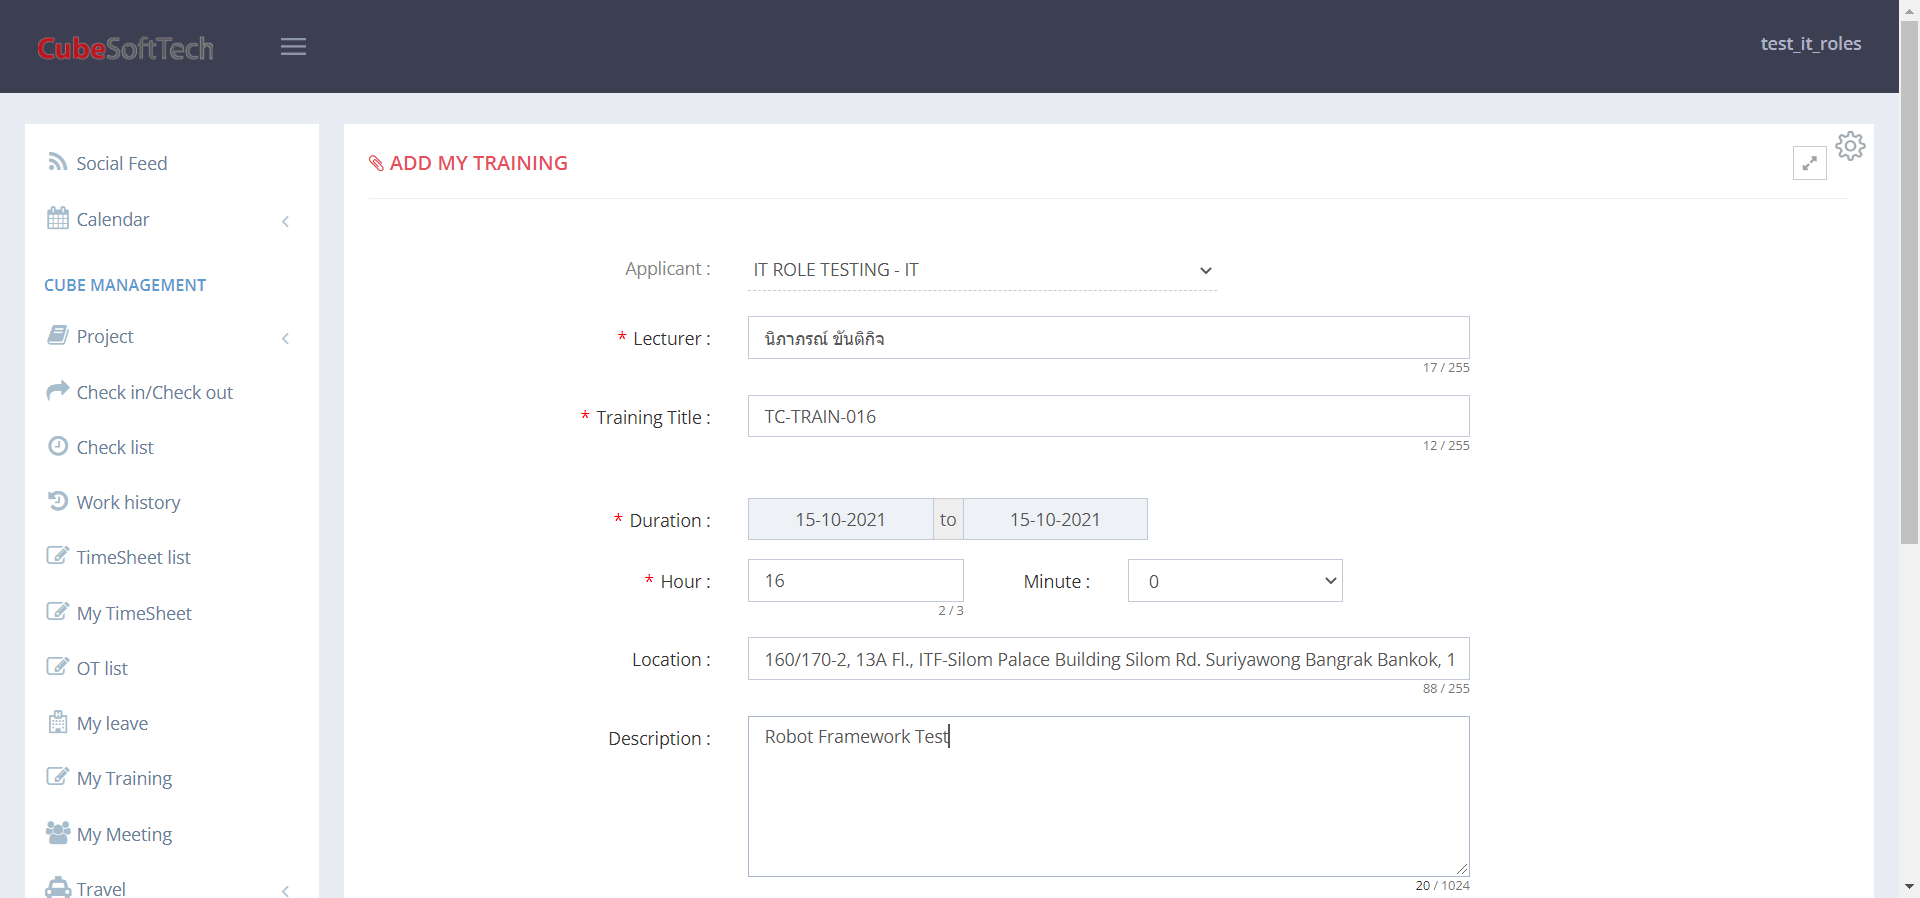 CubeSoftTech
test_it_roles
Social Feed
Calendar
CUBE MANAGEMENT
Project
Check in/Check out
Check list
Work history
TimeSheet list
My TimeSheet
OT list
My leave
My Training
My Meeting
Travel
ADD MY TRAINING
Applicant : IT ROLE TESTING - IT
* Lecturer : นิภาภรณ์ ขันติกิจ
17 / 255
* Training Title : TC-TRAIN-016
12 / 255
* Duration : 15-10-2021 to 15-10-2021
* Hour : 16 Minute : 0
2 / 3
Location : 160/170-2, 13A Fl., ITF-Silom Palace Building Silom Rd. Suriyawong Bangrak Bankok, 1
88 / 255
Description : Robot Framework Test
20 / 1024